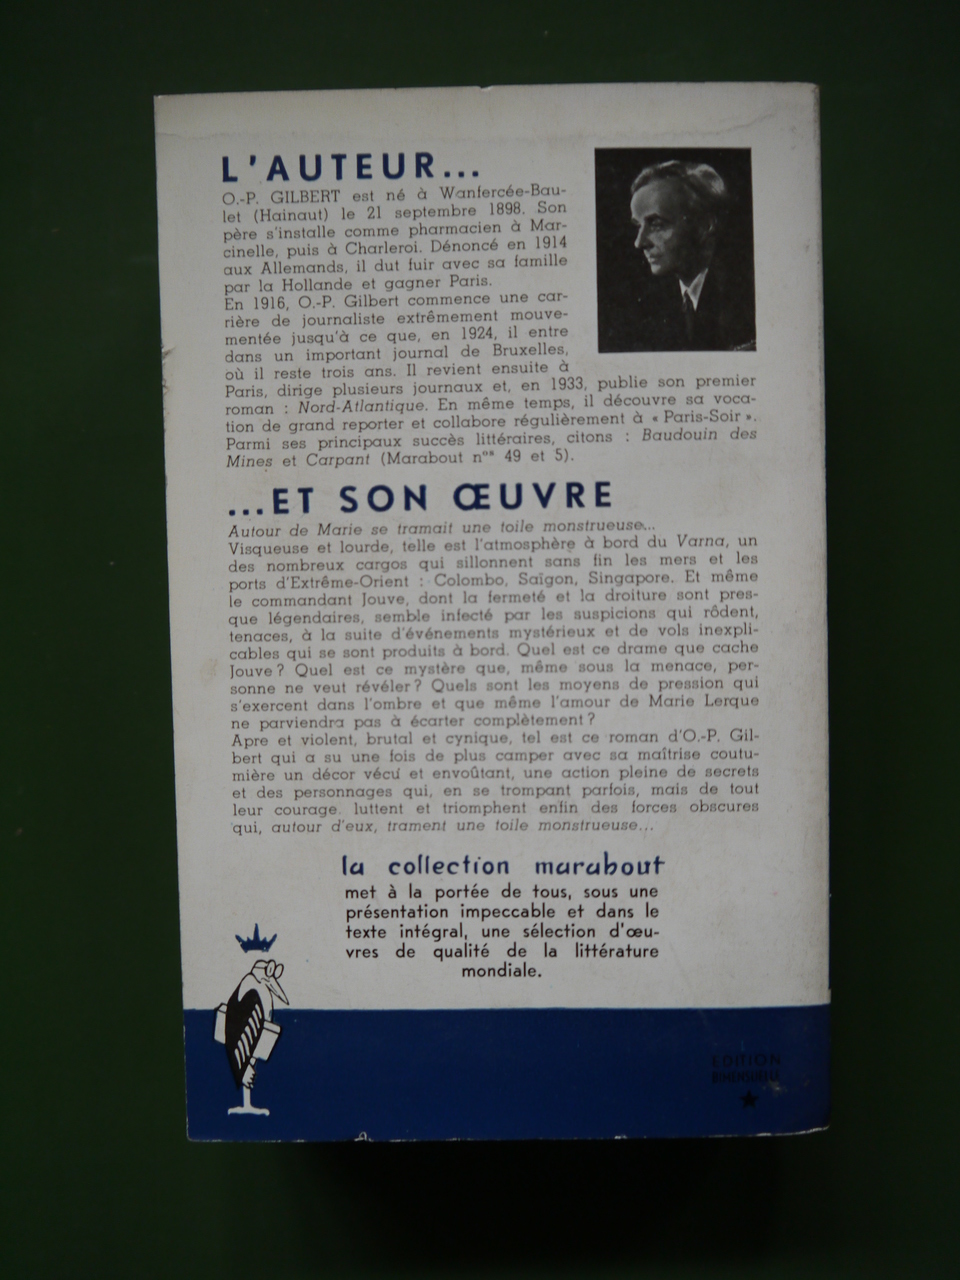 L'AUTEUR...
O.-P. GILBERT est né à Wanfercée-Bau-
let (Hainaut) le 21 septembre 1898. Son
père s'installe comme pharmacien à Mar-
cinelle, puis à Charleroi. Dénoncé en 1914
aux Allemands, il dut fuir avec sa famille
par la Hollande et gagner Paris.
En 1916, O.-P. Gilbert commence une car-
rière de journaliste extrêmement mouve-
mentée jusqu'à ce que, en 1924, il entre
dans un important journal de Bruxelles,
où il reste trois ans. Il revient ensuite à
Paris, dirige plusieurs journaux et, en 1933, publie son premier
roman : Nord-Atlantique. En même temps, il découvre sa voca-
tion de grand reporter et collabore régulièrement à « Paris-Soir ».
Parmi ses principaux succès littéraires, citons : Baudouin des
Mines et Carpant (Marabout nos 49 et 5).
...ET SON ŒUVRE
Autour de Marie se tramait une toile monstrueuse...
Visqueuse et lourde, telle est l'atmosphère à bord du Varna, un
des nombreux cargos qui sillonnent sans fin les mers et les
ports d'Extrême-Orient : Colombo, Saïgon, Singapore. Et même
le commandant Jouve, dont la fermeté et la droiture sont pres-
que légendaires, semble infecté par les suspicions qui rôdent,
tenaces, à la suite d'événements mystérieux et de vols inexpli-
cables qui se sont produits à bord. Quel est ce drame que cache
Jouve ? Quel est ce mystère que, même sous la menace, per-
sonne ne veut révéler ? Quels sont les moyens de pression qui
s'exercent dans l'ombre et que même l'amour de Marie Lerque
ne parviendra pas à écarter complètement ?
Apre et violent, brutal et cynique, tel est ce roman d'O.-P. Gil-
bert qui a su une fois de plus camper avec sa maîtrise coutu-
mière un décor vécu et envoûtant, une action pleine de secrets
et des personnages qui, en se trompant parfois, mais de tout
leur courage luttent et triomphent enfin des forces obscures
qui, autour d'eux, trament une toile monstrueuse...
la collection marabout
met à la portée de tous, sous une
présentation impeccable et dans le
texte intégral, une sélection d'œu-
vres de qualité de la littérature
mondiale.
EDITION
BIMENSUELLE